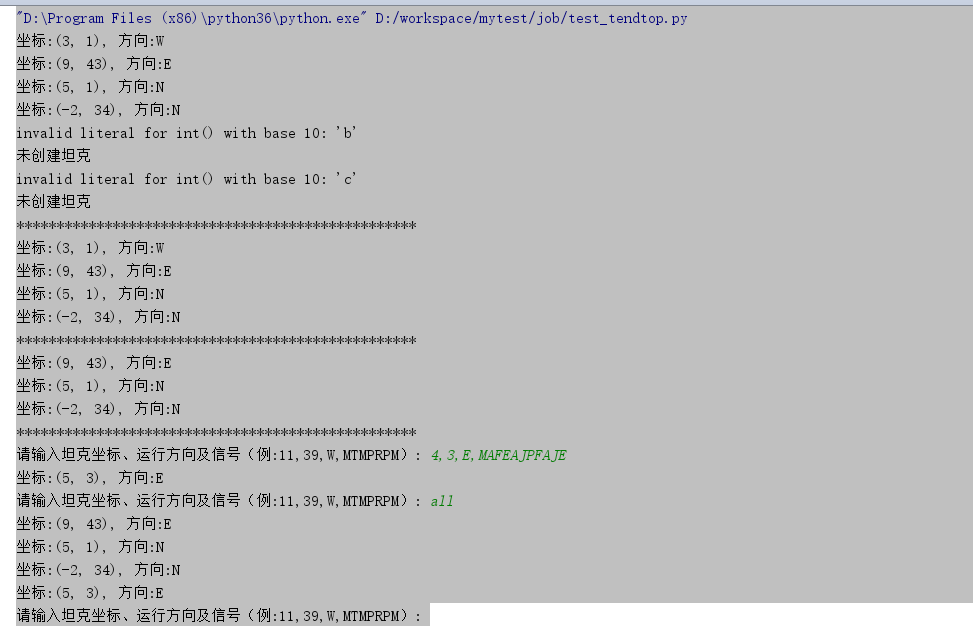 "D:\Program Files (x86)\python36\python.exe" D:/workspace/mytest/job/test_tendtop.py
坐标:(3, 1), 方向:W
坐标:(9, 43), 方向:E
坐标:(5, 1), 方向:N
坐标:(-2, 34), 方向:N
invalid literal for int() with base 10: 'b'
未创建坦克
invalid literal for int() with base 10: 'c'
未创建坦克
**************************************************
坐标:(3, 1), 方向:W
坐标:(9, 43), 方向:E
坐标:(5, 1), 方向:N
坐标:(-2, 34), 方向:N
**************************************************
坐标:(9, 43), 方向:E
坐标:(5, 1), 方向:N
坐标:(-2, 34), 方向:N
**************************************************
请输入坦克坐标、运行方向及信号（例:11,39,W,MTMPRPM）: 4,3,E,MAFEAJPFAJE
坐标:(5, 3), 方向:E
请输入坦克坐标、运行方向及信号（例:11,39,W,MTMPRPM）: all
坐标:(9, 43), 方向:E
坐标:(5, 1), 方向:N
坐标:(-2, 34), 方向:N
坐标:(5, 3), 方向:E
请输入坦克坐标、运行方向及信号（例:11,39,W,MTMPRPM）: